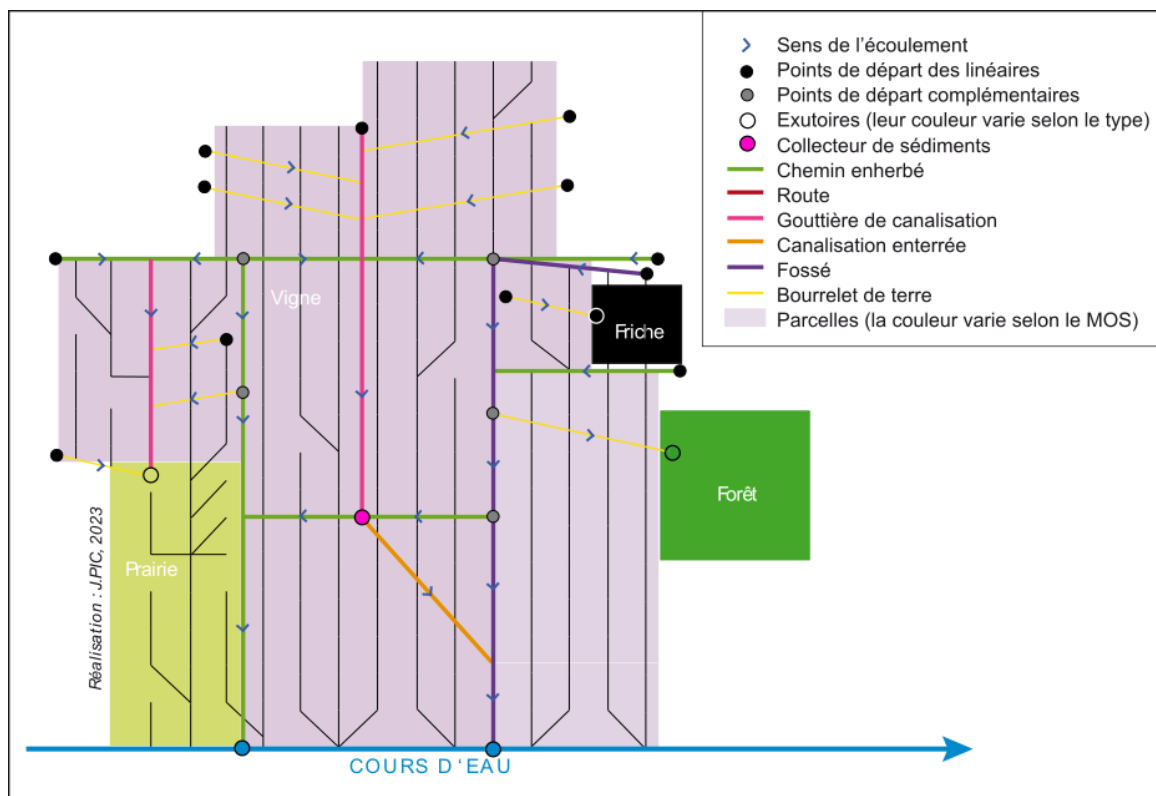 Sens de l'écoulement
Points de départ des linéaires
Points de départ complémentaires
Exutoires (leur couleur varie selon le type)
Collecteur de sédiments
Chemin enherbé
Route
Gouttière de canalisation
Canalisation enterrée
Fossé
Bourrelet de terre
Parcelles (la couleur varie selon le MOS)
Vigne
Friche
Forêt
Prairie
Réalisation : J.PIC, 2023
COURS D'EAU